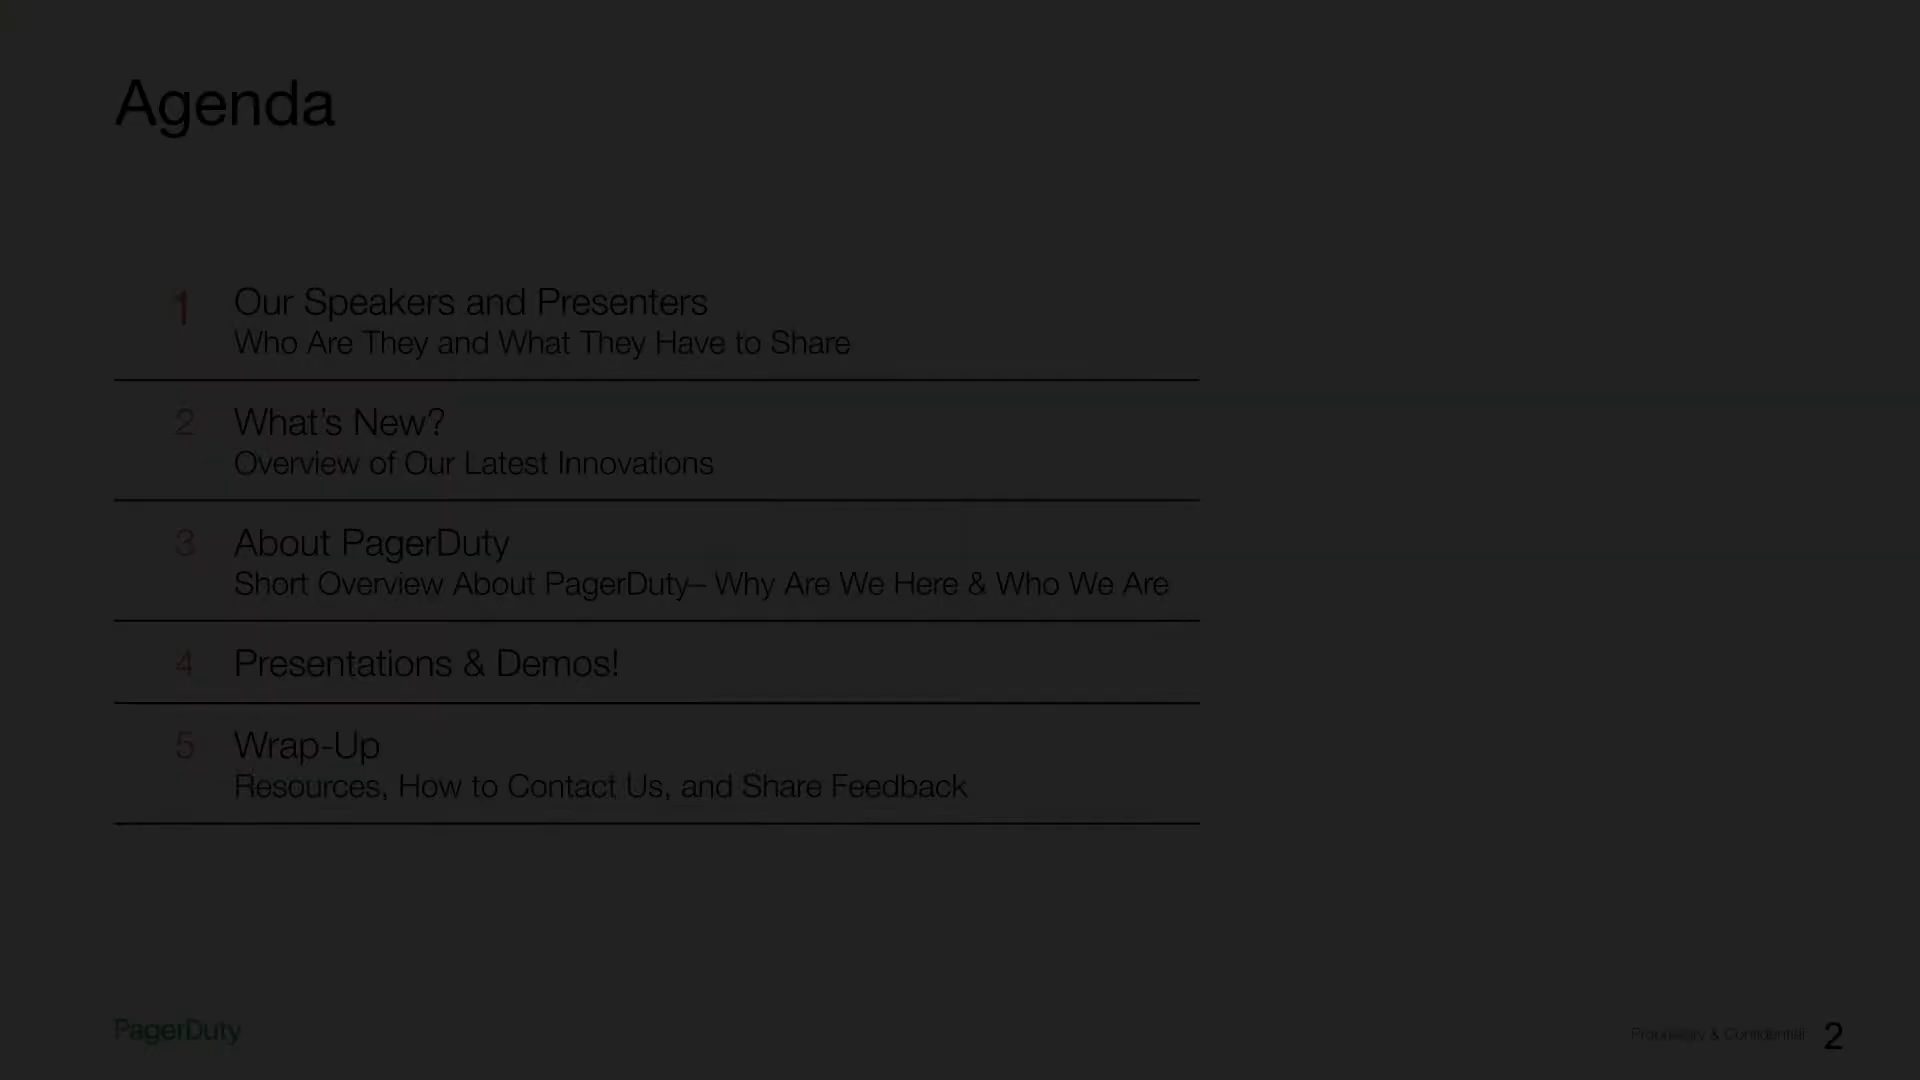 Agenda
1
Our Speakers and Presenters
Who Are They and What They Have to Share
2
What's New?
Overview of Our Latest Innovations
3
About PagerDuty
Short Overview About PagerDuty– Why Are We Here & Who We Are
4
Presentations & Demos!
5
Wrap-Up
Resources, How to Contact Us, and Share Feedback
PagerDuty
Proprietary & Confidential
2